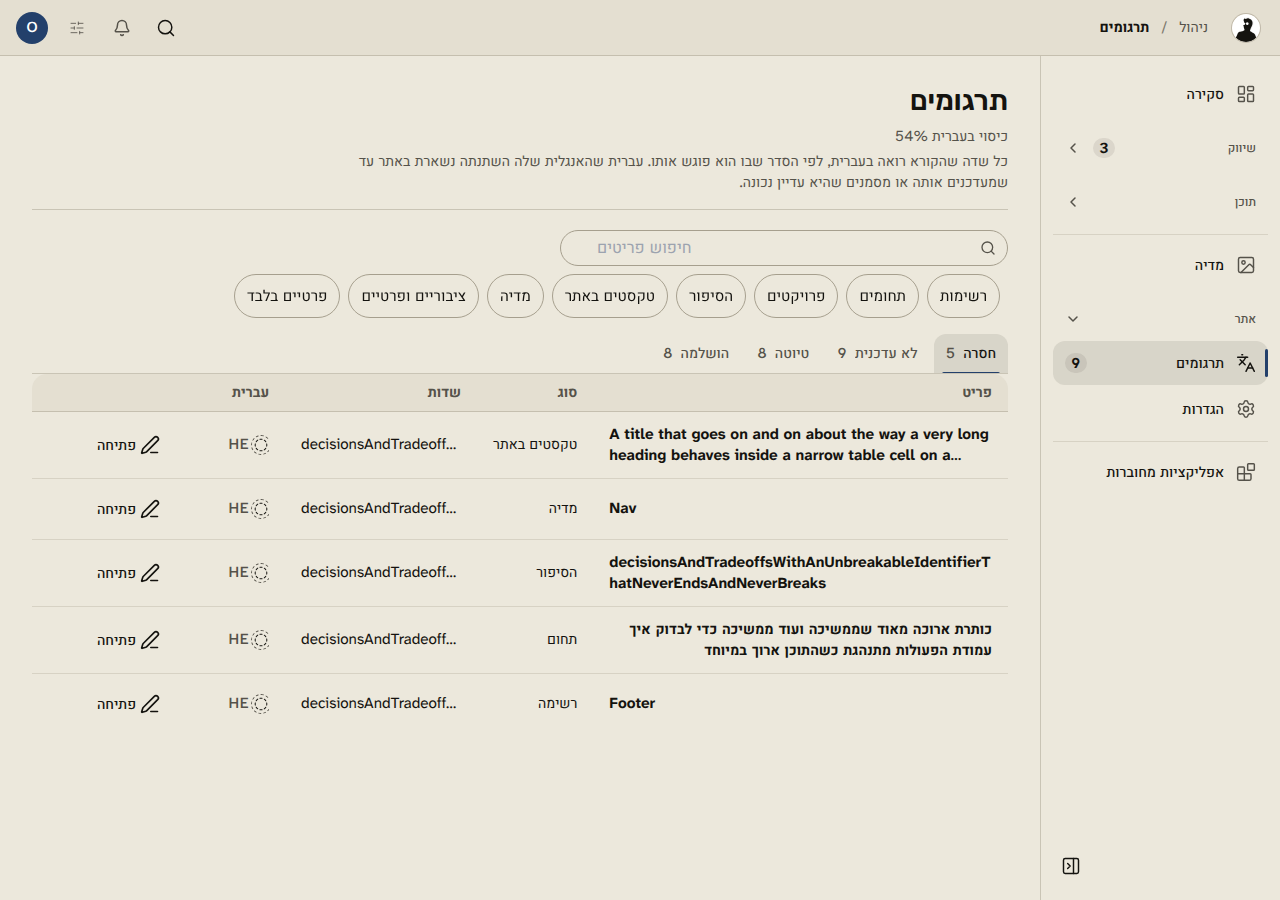 ניהול / תרגומים
O
סקירה
שיווק 3
תוכן
מדיה
אתר
תרגומים 9
הגדרות
אפליקציות מחוברות
תרגומים
כיסוי בעברית 54%
כל שדה שהקורא רואה בעברית, לפי הסדר שבו הוא פוגש אותו. עברית שהאנגלית שלה השתנתה נשארת באתר עד
שמעדכנים אותה או מסמנים שהיא עדיין נכונה.
חיפוש פריטים
רשימות תחומים פרויקטים הסיפור טקסטים באתר מדיה ציבוריים ופרטיים פרטיים בלבד
חסרה 5 לא עדכנית 9 טיוטה 8 הושלמה 8
פריט סוג שדות עברית
A title that goes on and on about the way a very long
heading behaves inside a narrow table cell on a...
טקסטים באתר decisionsAndTradeoff... HE פתיחה
Nav מדיה decisionsAndTradeoff... HE פתיחה
decisionsAndTradeoffsWithAnUnbreakableIdentifierT
hatNeverEndsAndNeverBreaks
הסיפור decisionsAndTradeoff... HE פתיחה
כותרת ארוכה מאוד שממשיכה ועוד ממשיכה כדי לבדוק איך
עמודת הפעולות מתנהגת כשהתוכן ארוך במיוחד
תחום decisionsAndTradeoff... HE פתיחה
Footer רשימה decisionsAndTradeoff... HE פתיחה